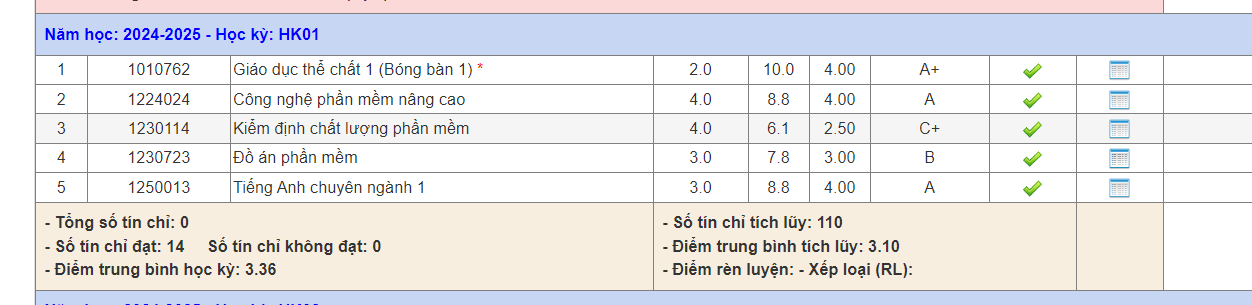 Năm học: 2024-2025 - Học kỳ: HK01
1 1010762 Giáo dục thể chất 1 (Bóng bàn 1) * 2.0 10.0 4.00 A+
2 1224024 Công nghệ phần mềm nâng cao 4.0 8.8 4.00 A
3 1230114 Kiểm định chất lượng phần mềm 4.0 6.1 2.50 C+
4 1230723 Đồ án phần mềm 3.0 7.8 3.00 B
5 1250013 Tiếng Anh chuyên ngành 1 3.0 8.8 4.00 A
- Tổng số tín chỉ: 0
- Số tín chỉ đạt: 14 Số tín chỉ không đạt: 0
- Điểm trung bình học kỳ: 3.36
- Số tín chỉ tích lũy: 110
- Điểm trung bình tích lũy: 3.10
- Điểm rèn luyện: - Xếp loại (RL):